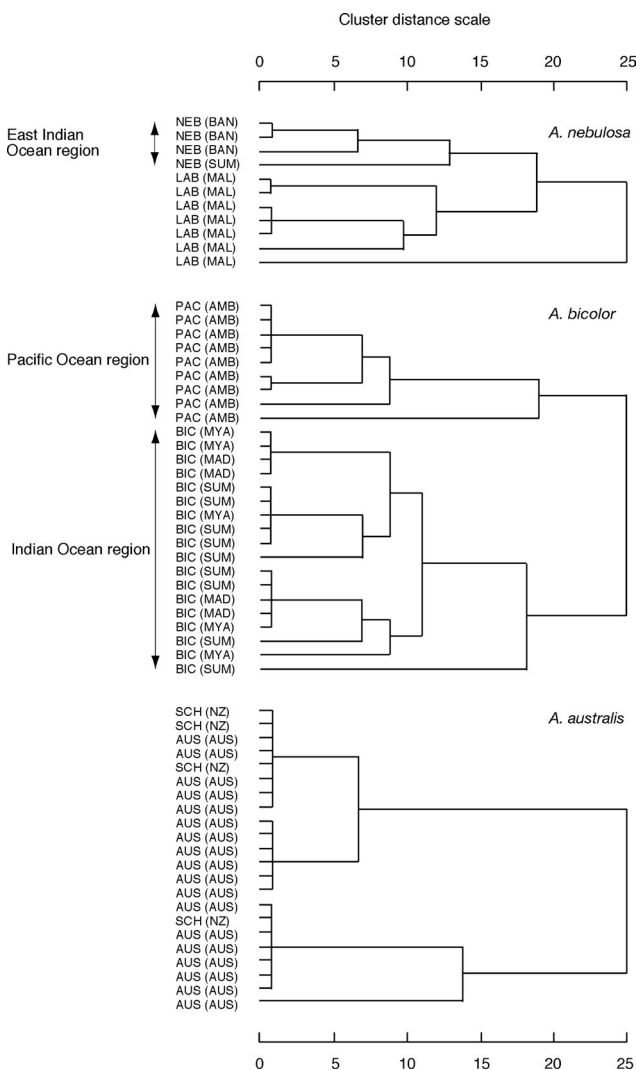 Cluster distance scale
0 5 10 15 20 25
East Indian
Ocean region
A. nebulosa
NEB (BAN)
NEB (BAN)
NEB (BAN)
NEB (SUM)
LAB (MAL)
LAB (MAL)
LAB (MAL)
LAB (MAL)
LAB (MAL)
LAB (MAL)
LAB (MAL)
A. bicolor
Pacific Ocean region
PAC (AMB)
PAC (AMB)
PAC (AMB)
PAC (AMB)
PAC (AMB)
PAC (AMB)
PAC (AMB)
PAC (AMB)
PAC (AMB)
Indian Ocean region
BIC (MYA)
BIC (MYA)
BIC (MAD)
BIC (MAD)
BIC (SUM)
BIC (SUM)
BIC (MYA)
BIC (SUM)
BIC (SUM)
BIC (SUM)
BIC (SUM)
BIC (SUM)
BIC (MAD)
BIC (MAD)
BIC (MYA)
BIC (SUM)
BIC (MYA)
BIC (SUM)
A. australis
SCH (NZ)
SCH (NZ)
AUS (AUS)
AUS (AUS)
SCH (NZ)
AUS (AUS)
AUS (AUS)
AUS (AUS)
AUS (AUS)
AUS (AUS)
AUS (AUS)
AUS (AUS)
AUS (AUS)
AUS (AUS)
AUS (AUS)
SCH (NZ)
AUS (AUS)
AUS (AUS)
AUS (AUS)
AUS (AUS)
AUS (AUS)
AUS (AUS)
0 5 10 15 20 25